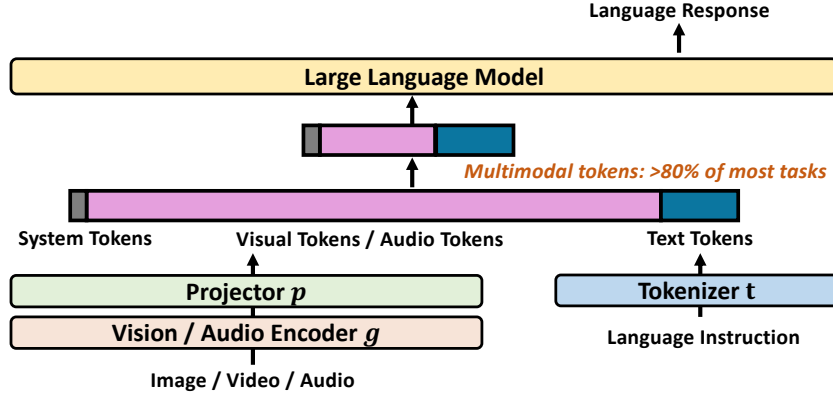 Language Response
Large Language Model
Multimodal tokens: >80% of most tasks
System Tokens
Visual Tokens / Audio Tokens
Text Tokens
Projector p
Tokenizer t
Vision / Audio Encoder g
Language Instruction
Image / Video / Audio